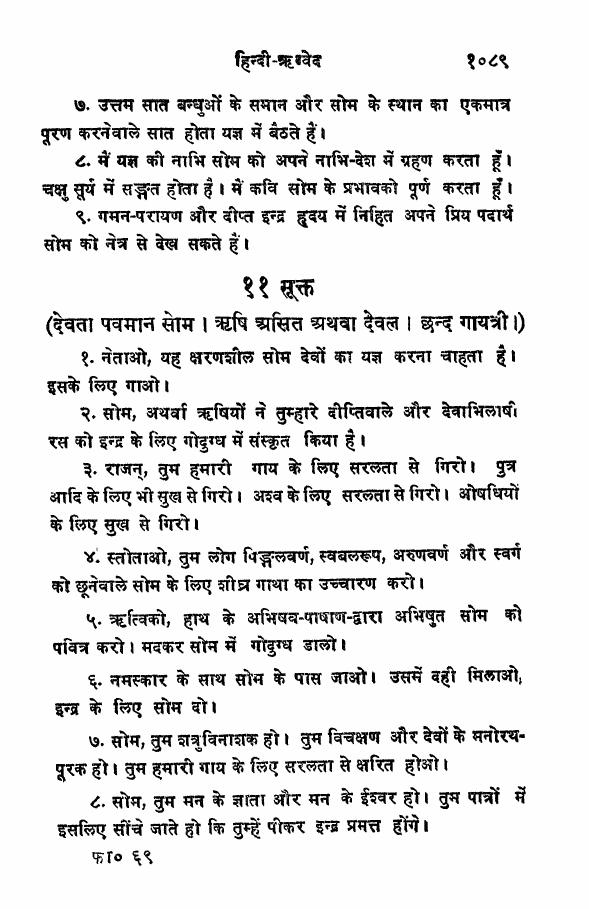 हिन्दी-ऋग्वेद १०८९
७. उत्तम सात बन्धुओं के समान और सोम के स्थान का एकमात्र
पूरण करनेवाले सात होता यज्ञ में बैठते हैं।
८. मैं यज्ञ की नाभि सोम को अपने नाभि-देश में ग्रहण करता हूँ।
चक्षु सूर्य में सङ्गत होता है। मैं कवि सोम के प्रभावको पूर्ण करता हूँ।
९. गमन-परायण और दीप्त इन्द्र हृदय में निहित अपने प्रिय पदार्थ
सोम को नेत्र से देख सकते हैं।
११ सूक्त
(देवता पवमान सोम। ऋषि असित अथवा देवल। छन्द गायत्री।)
१. नेताओ, यह क्षरणशील सोम देवों का यज्ञ करना चाहता है।
इसके लिए गाओ।
२. सोम, अथर्वा ऋषियों ने तुम्हारे दीप्तिवाले और देवाभिलाषी
रस को इन्द्र के लिए गोदुग्ध में संस्कृत किया है।
३. राजन्, तुम हमारी गाय के लिए सरलता से गिरो। पुत्र
आदि के लिए भी सुख से गिरो। अश्व के लिए सरलता से गिरो। ओषधियों
के लिए सुख से गिरो।
४. स्तोताओ, तुम लोग पिङ्गलवर्ण, स्वबलरूप, अरुणवर्ण और स्वर्ग
को छूनेवाले सोम के लिए शीघ्र गाथा का उच्चारण करो।
५. ऋत्विको, हाथ के अभिषव-पाषाण-द्वारा अभिषुत सोम को
पवित्र करो। मदकर सोम में गोदुग्ध डालो।
६. नमस्कार के साथ सोम के पास जाओ। उसमें वही मिलाओ,
इन्द्र के लिए सोम दो।
७. सोम, तुम शत्रुविनाशक हो। तुम विचक्षण और देवों के मनोरथ-
पूरक हो। तुम हमारी गाय के लिए सरलता से क्षरित होओ।
८. सोम, तुम मन के ज्ञाता और मन के ईश्वर हो। तुम पात्रों में
इसलिए सींचे जाते हो कि तुम्हें पीकर इन्द्र प्रमत्त होंगे।
फा० ६९